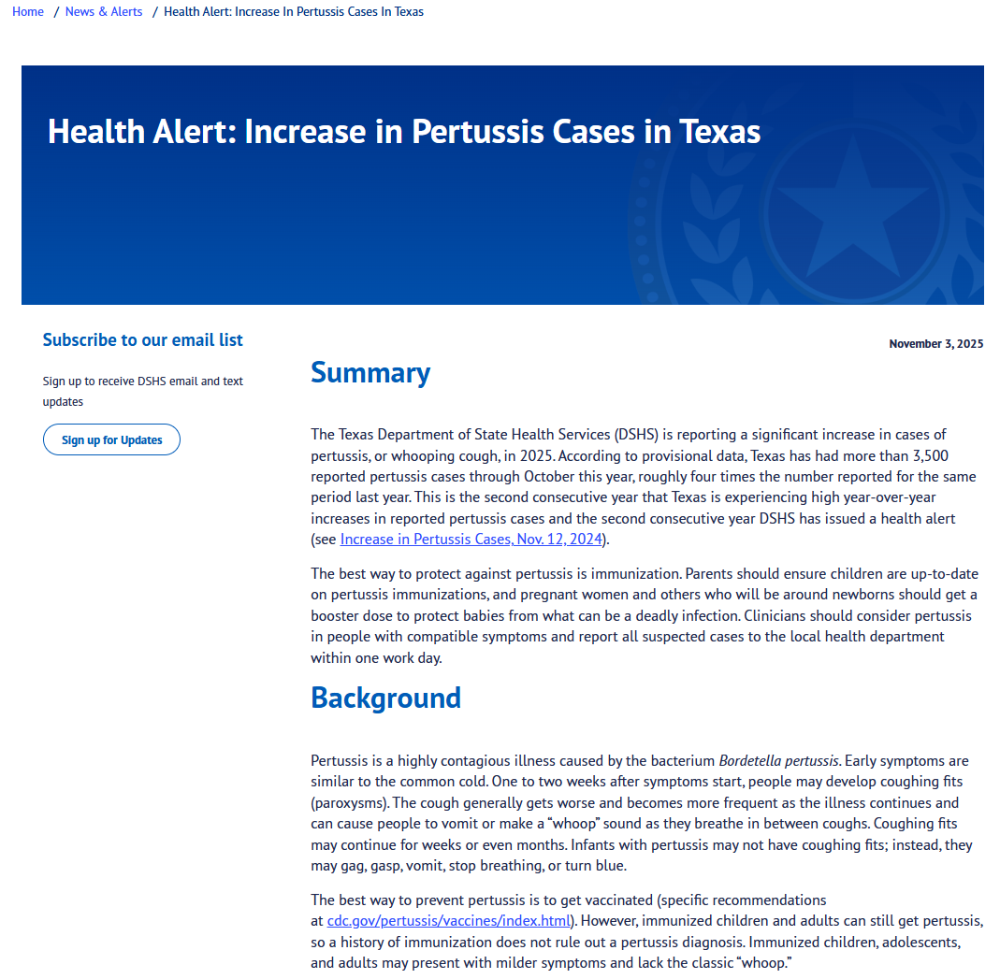 Home / News & Alerts / Health Alert: Increase In Pertussis Cases In Texas
Health Alert: Increase in Pertussis Cases in Texas
Subscribe to our email list
Sign up to receive DSHS email and text
updates
Sign up for Updates
November 3, 2025
Summary
The Texas Department of State Health Services (DSHS) is reporting a significant increase in cases of
pertussis, or whooping cough, in 2025. According to provisional data, Texas has had more than 3,500
reported pertussis cases through October this year, roughly four times the number reported for the same
period last year. This is the second consecutive year that Texas is experiencing high year-over-year
increases in reported pertussis cases and the second consecutive year DSHS has issued a health alert
(see Increase in Pertussis Cases, Nov. 12, 2024).
The best way to protect against pertussis is immunization. Parents should ensure children are up-to-date
on pertussis immunizations, and pregnant women and others who will be around newborns should get a
booster dose to protect babies from what can be a deadly infection. Clinicians should consider pertussis
in people with compatible symptoms and report all suspected cases to the local health department
within one work day.
Background
Pertussis is a highly contagious illness caused by the bacterium Bordetella pertussis. Early symptoms are
similar to the common cold. One to two weeks after symptoms start, people may develop coughing fits
(paroxysms). The cough generally gets worse and becomes more frequent as the illness continues and
can cause people to vomit or make a “whoop” sound as they breathe in between coughs. Coughing fits
may continue for weeks or even months. Infants with pertussis may not have coughing fits; instead, they
may gag, gasp, vomit, stop breathing, or turn blue.
The best way to prevent pertussis is to get vaccinated (specific recommendations
at cdc.gov/pertussis/vaccines/index.html). However, immunized children and adults can still get pertussis,
so a history of immunization does not rule out a pertussis diagnosis. Immunized children, adolescents,
and adults may present with milder symptoms and lack the classic “whoop.”